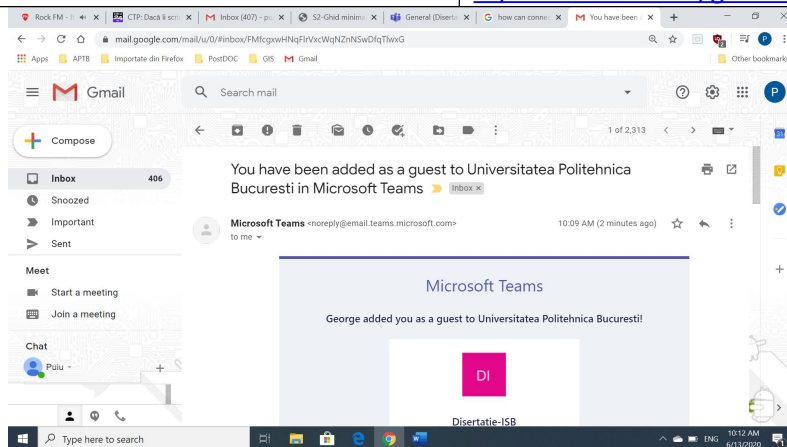 Rock FM - R
CTP: Dacă îi scri
Inbox (407) - pu
S2-Ghid minima
General (Diserta
how can connec
You have been a
mail.google.com/mail/u/0/#inbox/FMfcgxwHNqFlrVxcWqNZnNSwDfqTlwxG
Apps APTB Importate din Firefox PostDOC GIS Gmail Other bookmarks
Gmail
Search mail
P
Compose
1 of 2,313
You have been added as a guest to Universitatea Politehnica
Bucuresti in Microsoft Teams Inbox x
Inbox 406
Snoozed
Important
Sent
Microsoft Teams <noreply@email.teams.microsoft.com> 10:09 AM (2 minutes ago)
to me
Meet
Start a meeting
Join a meeting
Chat
Puiu
Microsoft Teams
George added you as a guest to Universitatea Politehnica Bucuresti!
DI
Disertatie-ISB
Type here to search
ENG
10:12 AM
6/13/2020